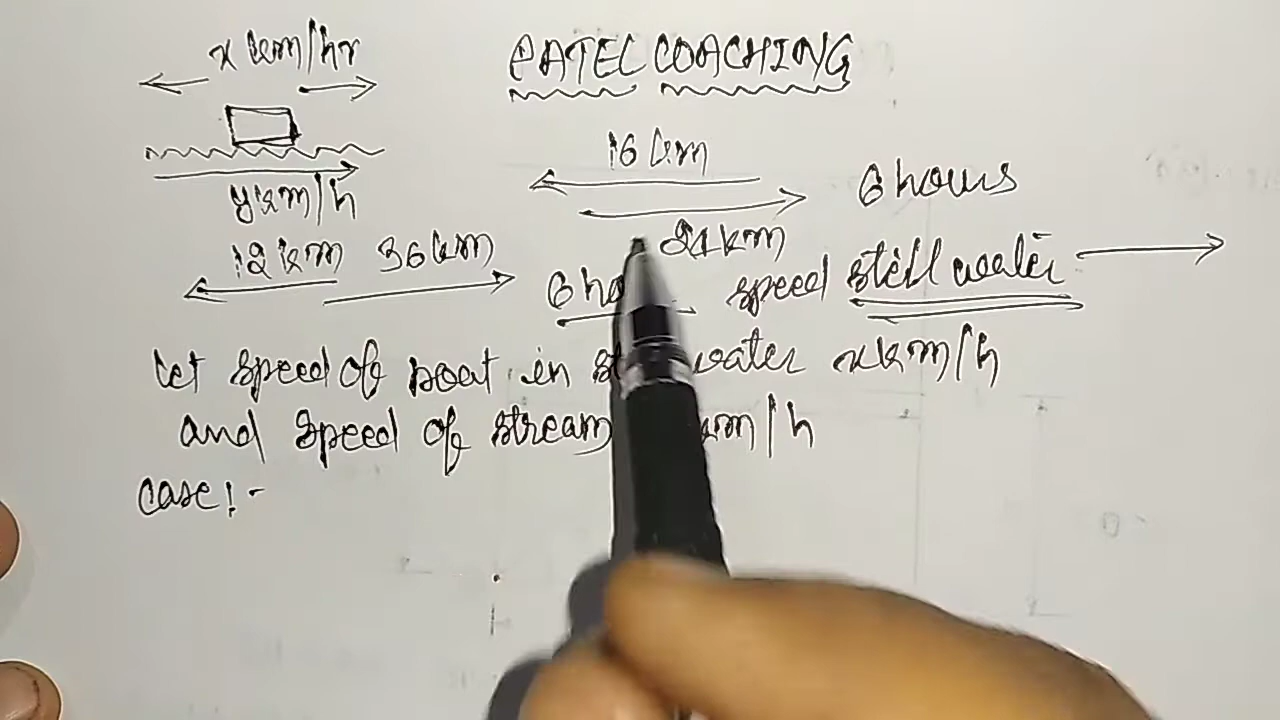 x km/hr
PATEL COACHING
16 km
6 hours
y km/h
24 km
12 km 36 km
speed still water
Let speed of boat in water x km/h
and speed of stream km/h
case:-